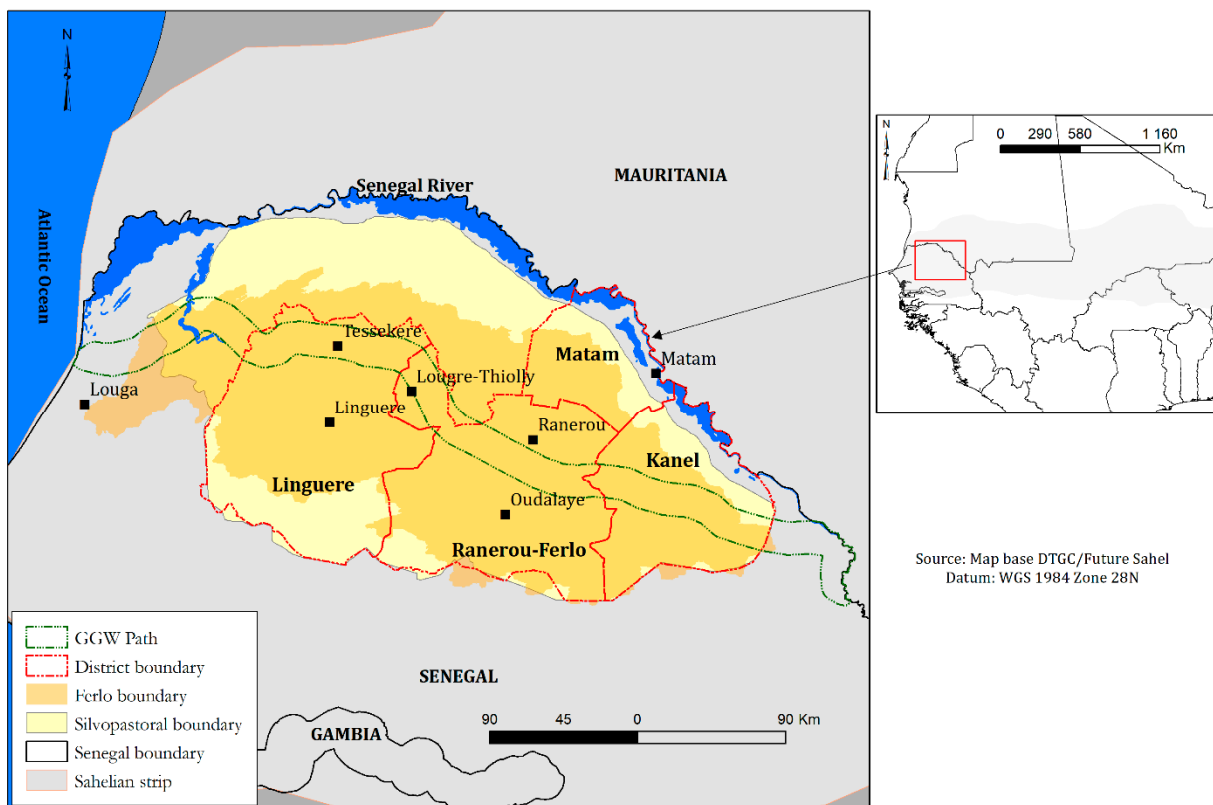 N
MAURITANIA
Senegal River
Atlantic Ocean
Tessekere
Matam
Matam
Lougre-Thiolly
Louga
Linguere
Ranerou
Kanel
Linguere
Oudalaye
Ranerou-Ferlo
SENEGAL
GAMBIA
90 45 0 90 Km
GGW Path
District boundary
Ferlo boundary
Silvopastoral boundary
Senegal boundary
Sahelian strip
N
0 290 580 1 160
Km
Source: Map base DTGC/Future Sahel
Datum: WGS 1984 Zone 28N